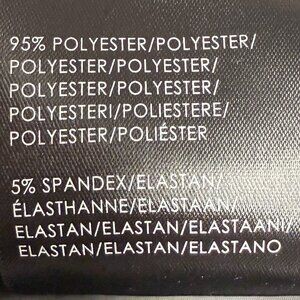 95% POLYESTER/POLYESTER/
POLYESTER/POLYESTER/
POLYESTER/POLYESTER/
POLYESTERI/POLIESTERE/
POLYESTER/POLIÉSTER
5% SPANDEX/ELASTAN/
ÉLASTHANNE/ELASTAAN/
ELASTAN/ELASTAN/ELASTAANI/
ELASTAN/ELASTAN/ELASTANO